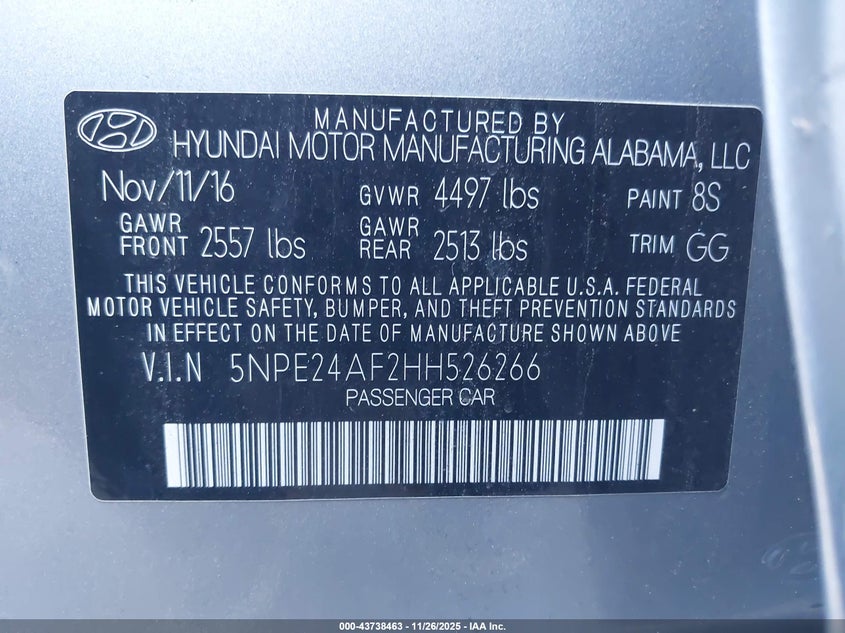 MANUFACTURED BY
HYUNDAI MOTOR MANUFACTURING ALABAMA, LLC
Nov/11/16 GVWR 4497 lbs PAINT 8S
GAWR FRONT 2557 lbs GAWR REAR 2513 lbs TRIM GG
THIS VEHICLE CONFORMS TO ALL APPLICABLE U.S.A. FEDERAL
MOTOR VEHICLE SAFETY, BUMPER, AND THEFT PREVENTION STANDARDS
IN EFFECT ON THE DATE OF MANUFACTURE SHOWN ABOVE
V.I.N 5NPE24AF2HH526266
PASSENGER CAR
000-43738463 - 11/26/2025 - IAA Inc.